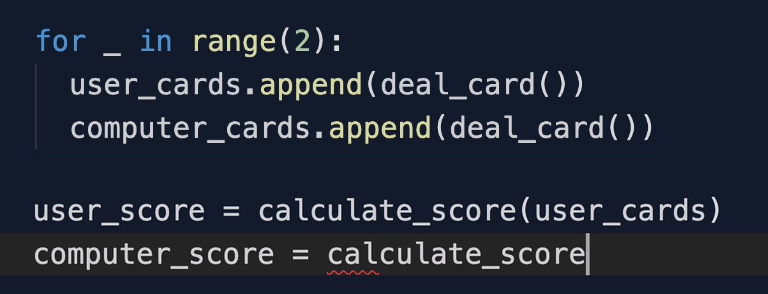 for _ in range(2):
  user_cards.append(deal_card())
  computer_cards.append(deal_card())

user_score = calculate_score(user_cards)
computer_score = calculate_score